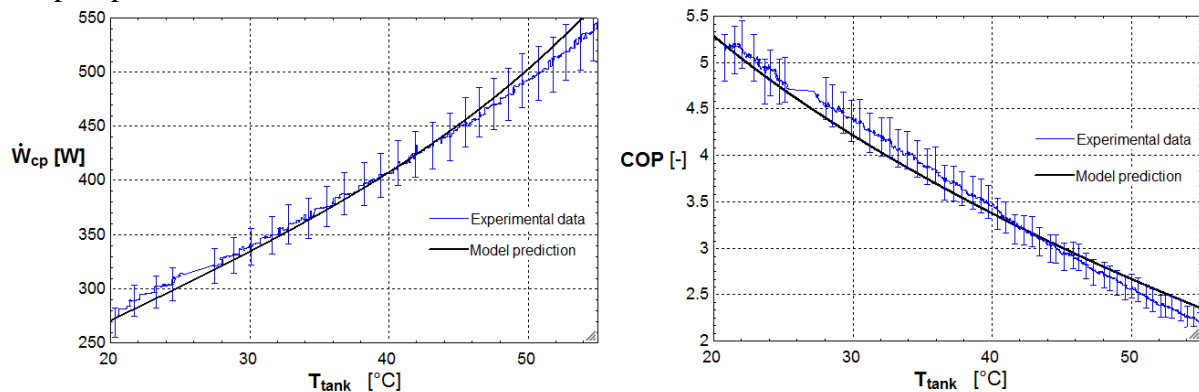 550
500
450
Ẇcp [W]
400
350
300
250
Experimental data
Model prediction
20
30
40
50
Ttank [°C]
5.5
5
4.5
COP [-]
4
3.5
3
2.5
2
Experimental data
Model prediction
20
30
40
50
Ttank [°C]